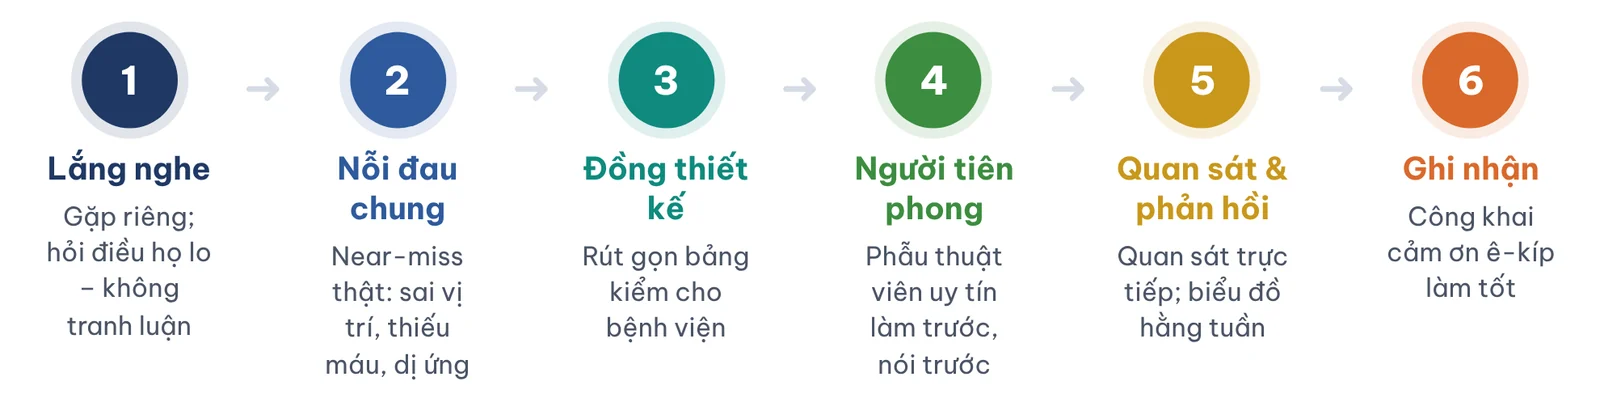 1
Lắng nghe
Gặp riêng;
hỏi điều họ lo
– không
tranh luận
2
Nỗi đau
chung
Near-miss
thật: sai vị
trí, thiếu
máu, dị ứng
3
Đồng thiết
kế
Rút gọn bảng
kiểm cho
bệnh viện
4
Người tiên
phong
Phẫu thuật
viên uy tín
làm trước,
nói trước
5
Quan sát &
phản hồi
Quan sát trực
tiếp; biểu đồ
hằng tuần
6
Ghi nhận
Công khai
cảm ơn ê-kíp
làm tốt